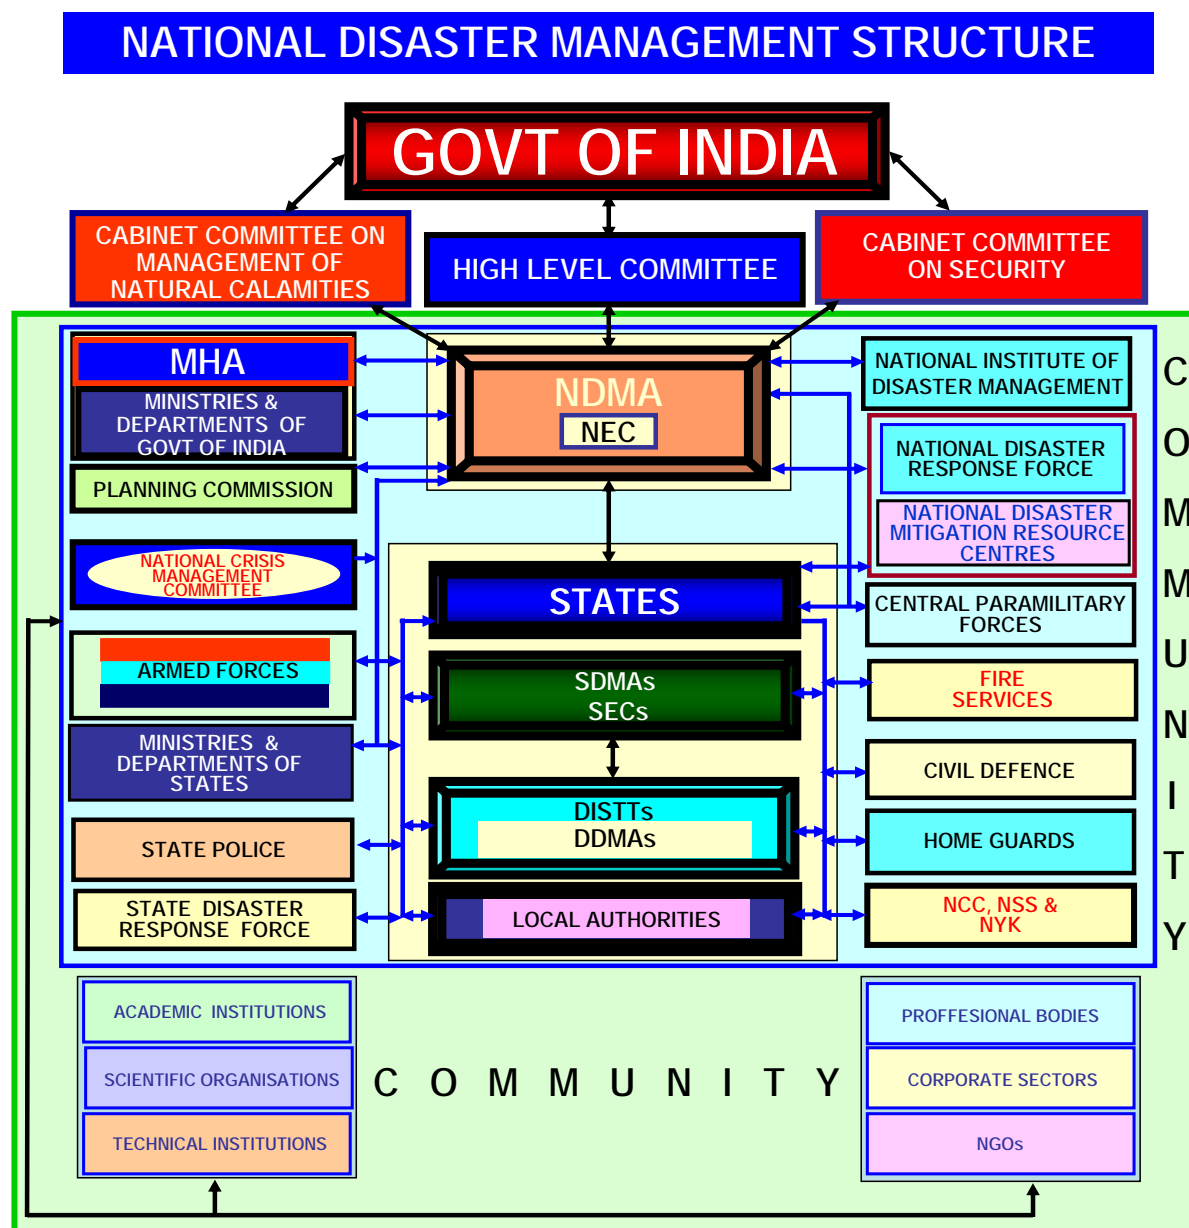 NATIONAL DISASTER MANAGEMENT STRUCTURE
GOVT OF INDIA
CABINET COMMITTEE ON
MANAGEMENT OF
NATURAL CALAMITIES
HIGH LEVEL COMMITTEE
CABINET COMMITTEE
ON SECURITY
MHA
MINISTRIES &
DEPARTMENTS OF
GOVT OF INDIA
PLANNING COMMISSION
NATIONAL CRISIS
MANAGEMENT
COMMITTEE
ARMED FORCES
MINISTRIES &
DEPARTMENTS OF
STATES
STATE POLICE
STATE DISASTER
RESPONSE FORCE
NDMA
NEC
STATES
SDMAs
SECs
DISTTs
DDMAs
LOCAL AUTHORITIES
NATIONAL INSTITUTE OF
DISASTER MANAGEMENT
NATIONAL DISASTER
RESPONSE FORCE
NATIONAL DISASTER
MITIGATION RESOURCE
CENTRES
CENTRAL PARAMILITARY
FORCES
FIRE
SERVICES
CIVIL DEFENCE
HOME GUARDS
NCC, NSS &
NYK
COMMUNITY
ACADEMIC INSTITUTIONS
SCIENTIFIC ORGANISATIONS
TECHNICAL INSTITUTIONS
COMMUNITY
PROFFESIONAL BODIES
CORPORATE SECTORS
NGOs